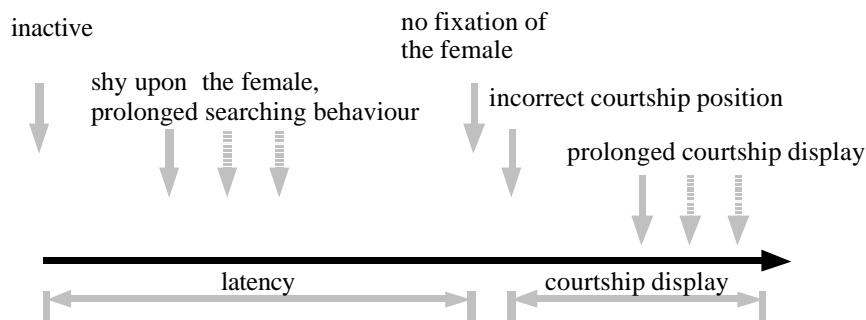 inactive
no fixation of
the female
shy upon the female,
prolonged searching behaviour
incorrect courtship position
prolonged courtship display
latency
courtship display